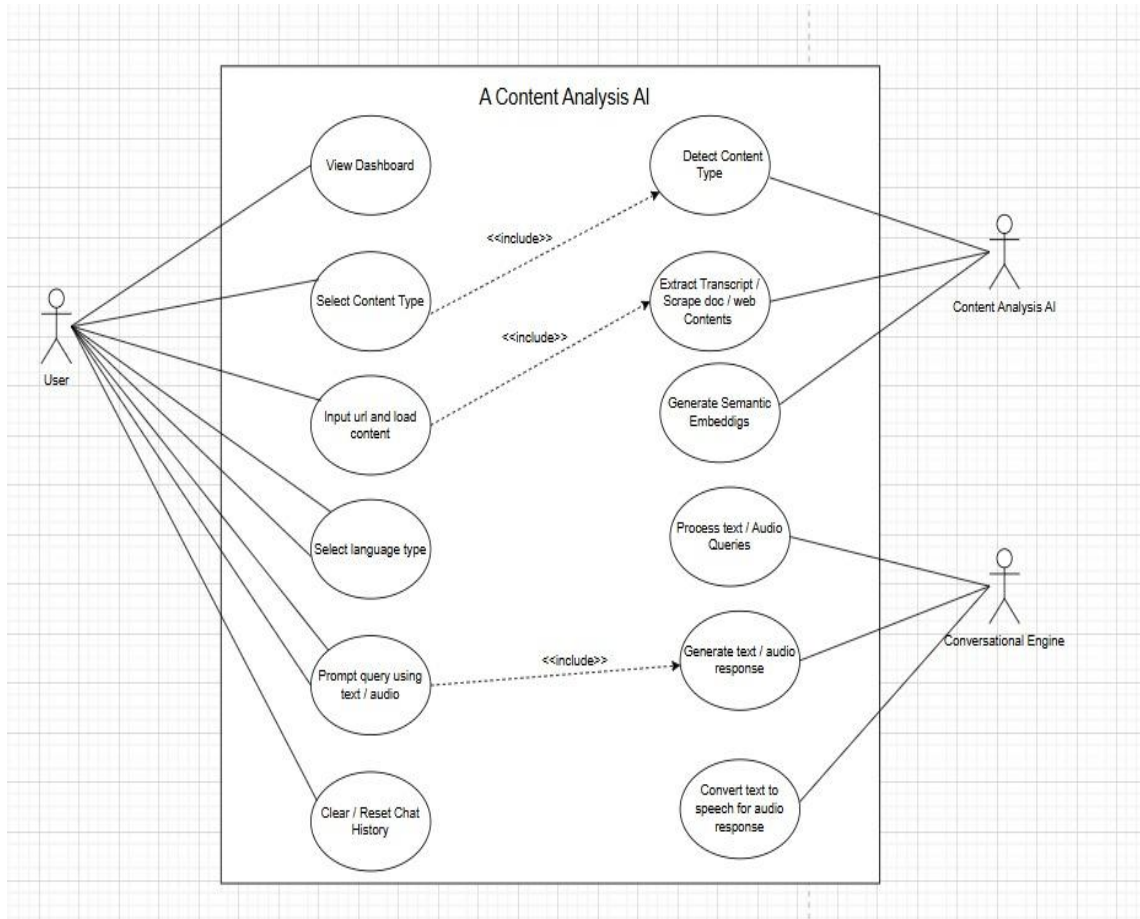 A Content Analysis AI
View Dashboard
Detect Content
Type
<<include>>
Select Content Type
Extract Transcript /
Scrape doc / web
Contents
Content Analysis AI
<<include>>
User
Input url and load
content
Generate Semantic
Embeddigs
Select language type
Process text / Audio
Queries
Conversational Engine
<<include>>
Prompt query using
text / audio
Generate text / audio
response
Clear / Reset Chat
History
Convert text to
speech for audio
response